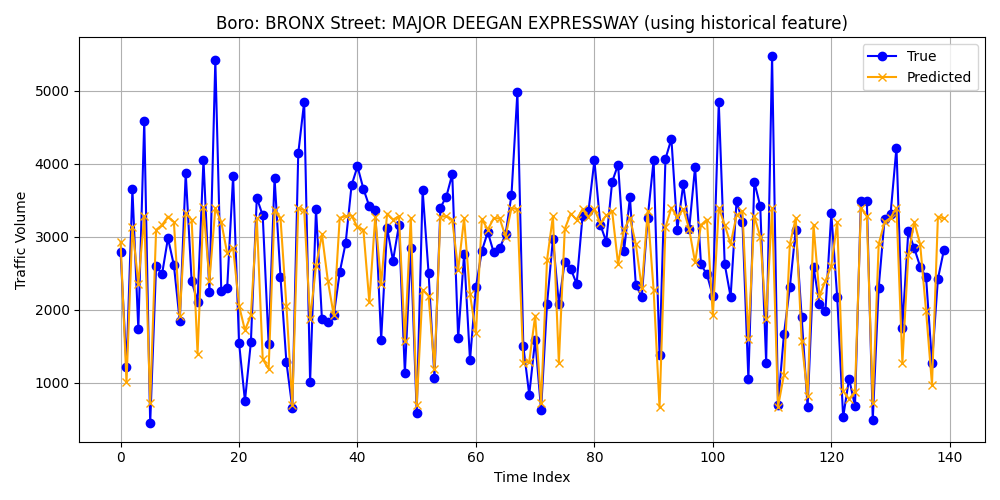 Boro: BRONX Street: MAJOR DEEGAN EXPRESSWAY (using historical feature)
True
Predicted
Traffic Volume
5000
4000
3000
2000
1000
0 20 40 60 80 100 120 140
Time Index